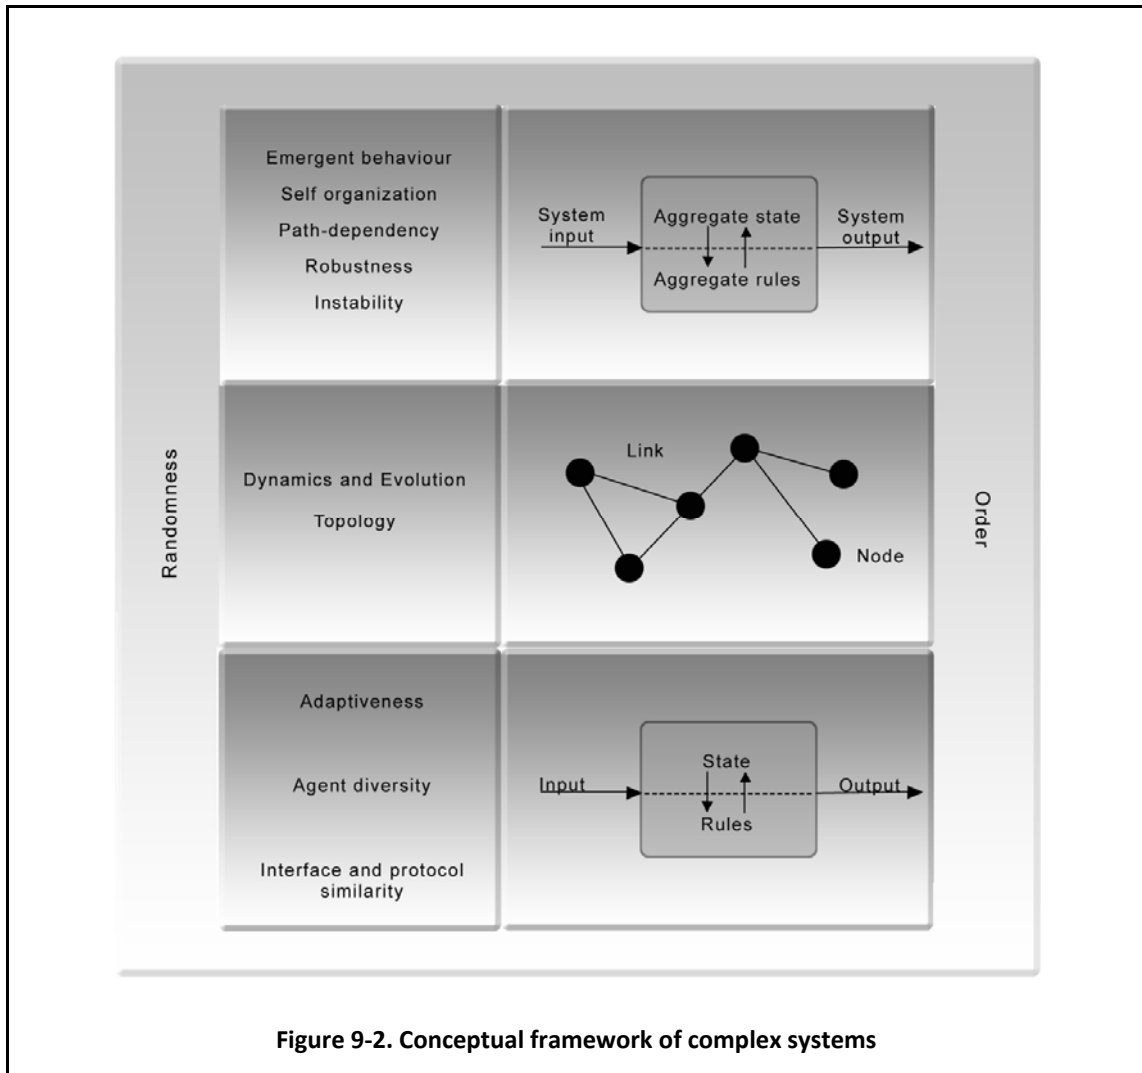 Randomness
Emergent behaviour
Self organization
Path-dependency
Robustness
Instability
System
input
Aggregate state
Aggregate rules
System
output
Dynamics and Evolution
Topology
Link
Node
Adaptiveness
Agent diversity
Interface and protocol
similarity
Input
State
Rules
Output
Order
Figure 9-2. Conceptual framework of complex systems